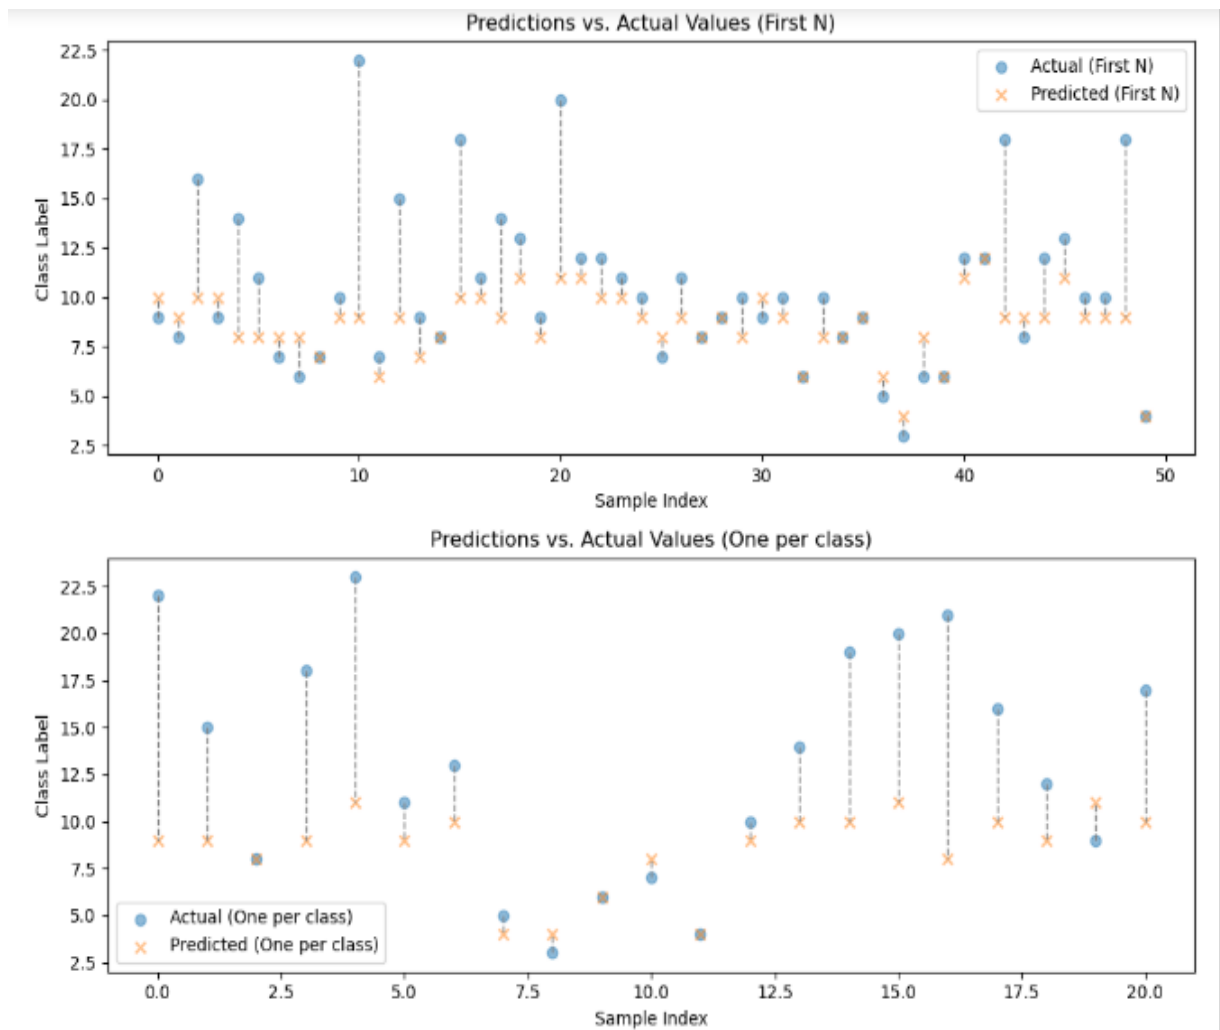 Predictions vs. Actual Values (First N)
22.5
20.0
17.5
15.0
12.5
10.0
7.5
5.0
2.5
Class Label
Actual (First N)
Predicted (First N)
0 10 20 30 40 50
Sample Index
Predictions vs. Actual Values (One per class)
22.5
20.0
17.5
15.0
12.5
10.0
7.5
5.0
2.5
Class Label
Actual (One per class)
Predicted (One per class)
0.0 2.5 5.0 7.5 10.0 12.5 15.0 17.5 20.0
Sample Index